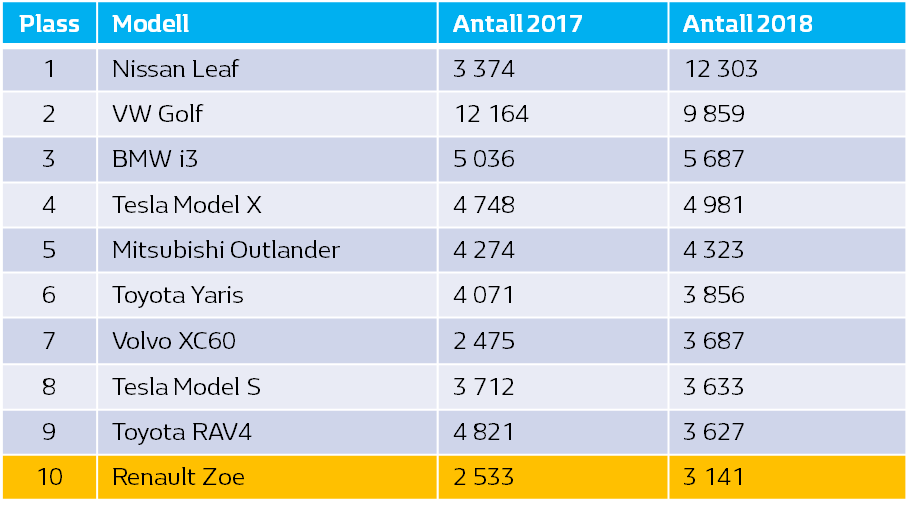 Plass Modell Antall 2017 Antall 2018
1 Nissan Leaf 3 374 12 303
2 VW Golf 12 164 9 859
3 BMW i3 5 036 5 687
4 Tesla Model X 4 748 4 981
5 Mitsubishi Outlander 4 274 4 323
6 Toyota Yaris 4 071 3 856
7 Volvo XC60 2 475 3 687
8 Tesla Model S 3 712 3 633
9 Toyota RAV4 4 821 3 627
10 Renault Zoe 2 533 3 141